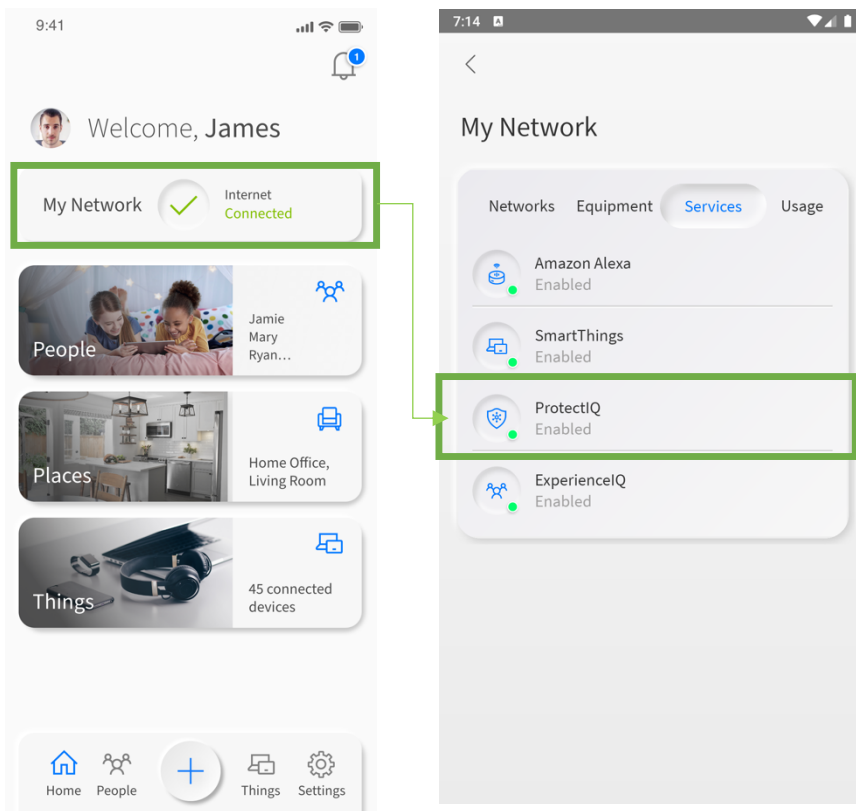 9:41
1
Welcome, James
My Network
Internet
Connected
People
Jamie
Mary
Ryan...
Places
Home Office,
Living Room
Things
45 connected
devices
Home
People
Things
Settings
7:14
A
My Network
Networks
Equipment
Services
Usage
Amazon Alexa
Enabled
SmartThings
Enabled
ProtectIQ
Enabled
ExperienceIQ
Enabled